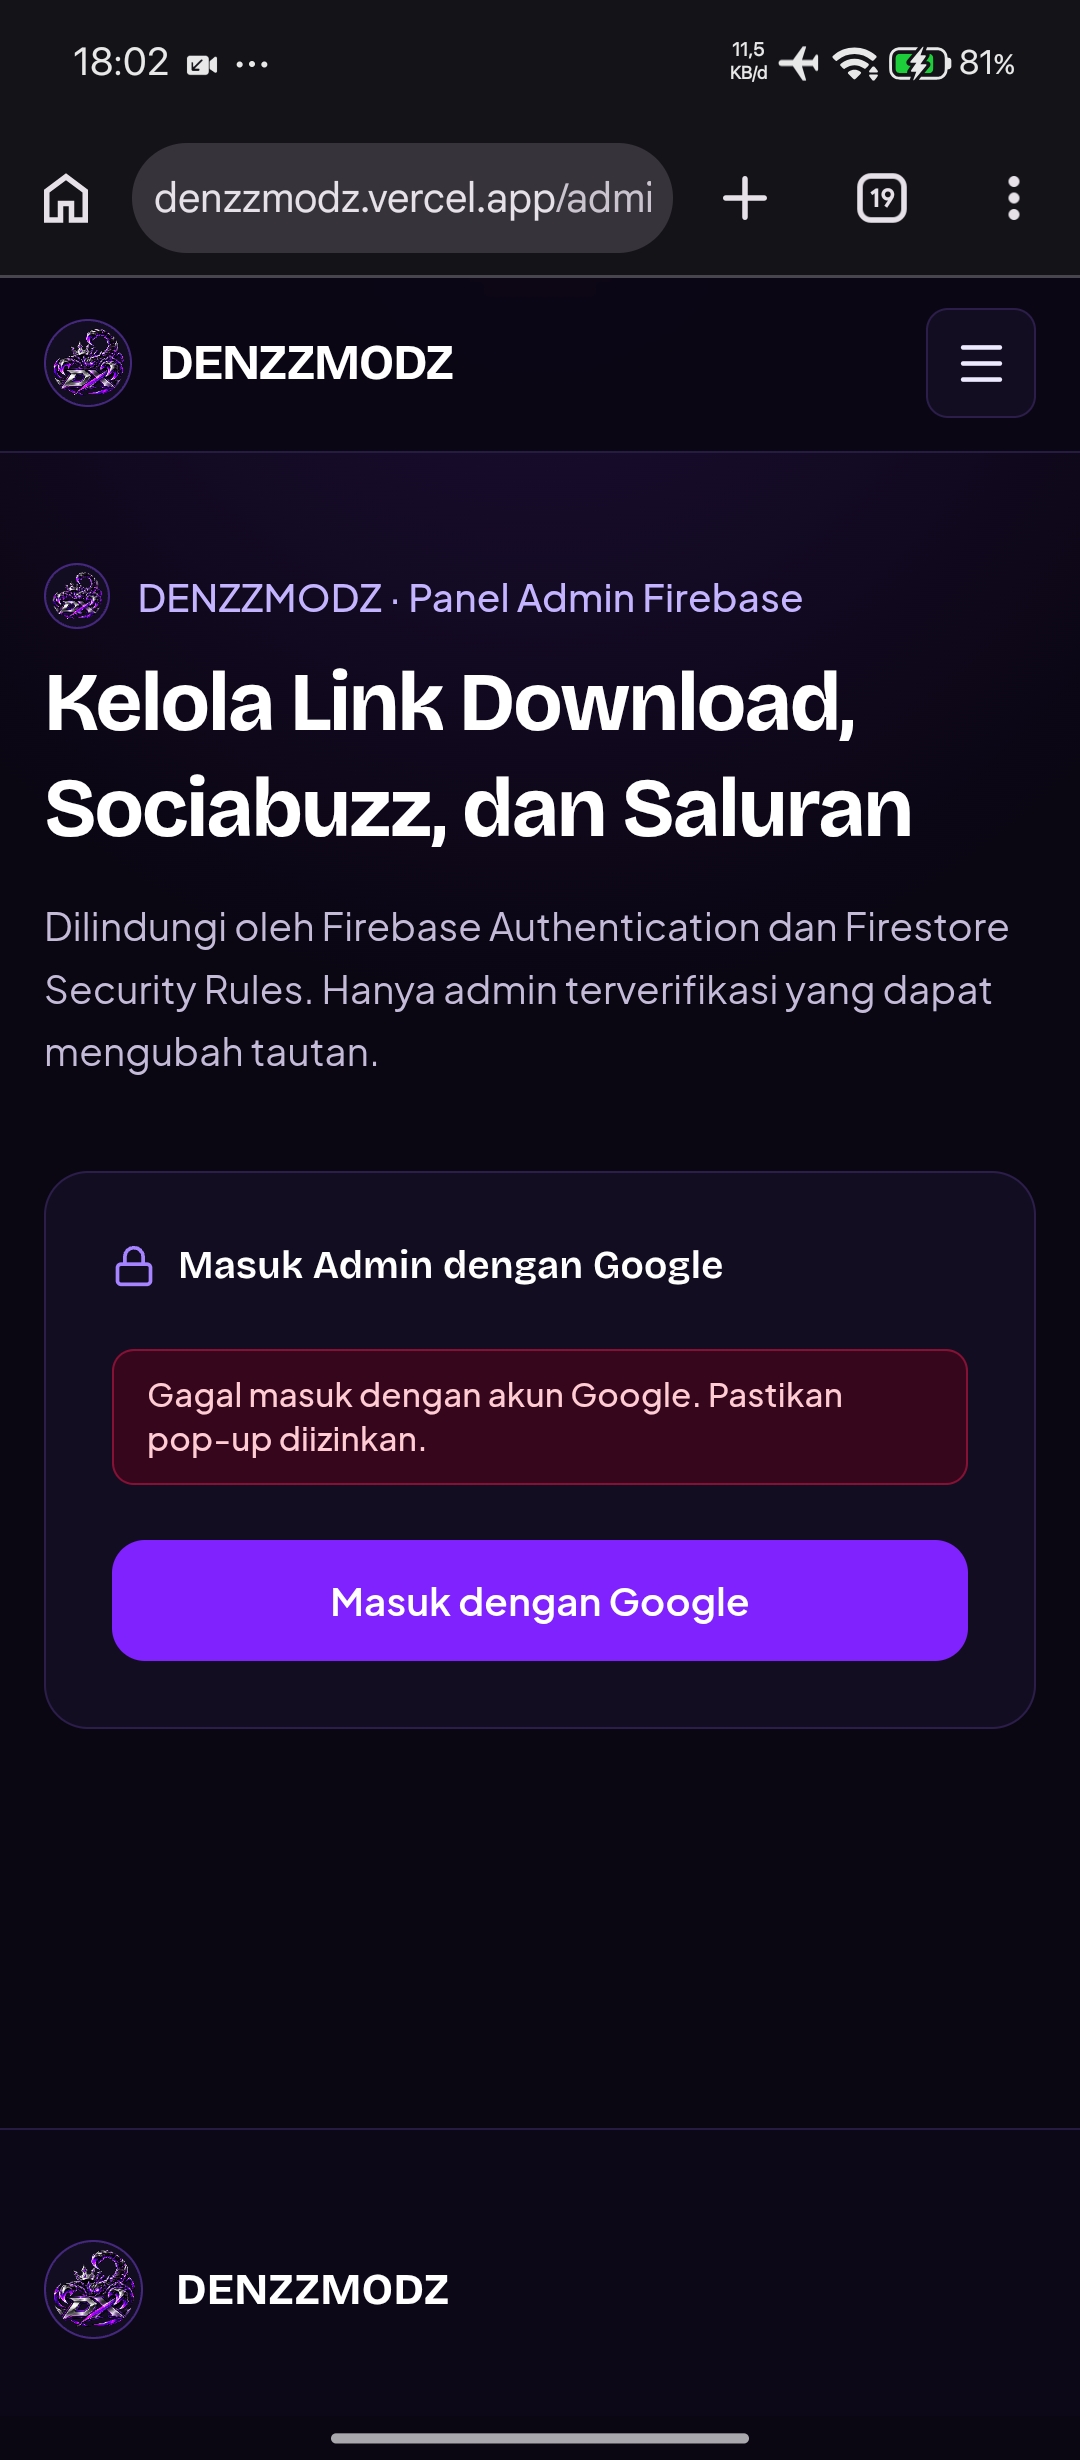 18:02
11,5
KB/d
81%
denzzmodz.vercel.app/admi
19
DENZZMODZ
DENZZMODZ · Panel Admin Firebase
Kelola Link Download,
Sociabuzz, dan Saluran
Dilindungi oleh Firebase Authentication dan Firestore
Security Rules. Hanya admin terverifikasi yang dapat
mengubah tautan.
Masuk Admin dengan Google
Gagal masuk dengan akun Google. Pastikan
pop-up diizinkan.
Masuk dengan Google
DX
DENZZMODZ